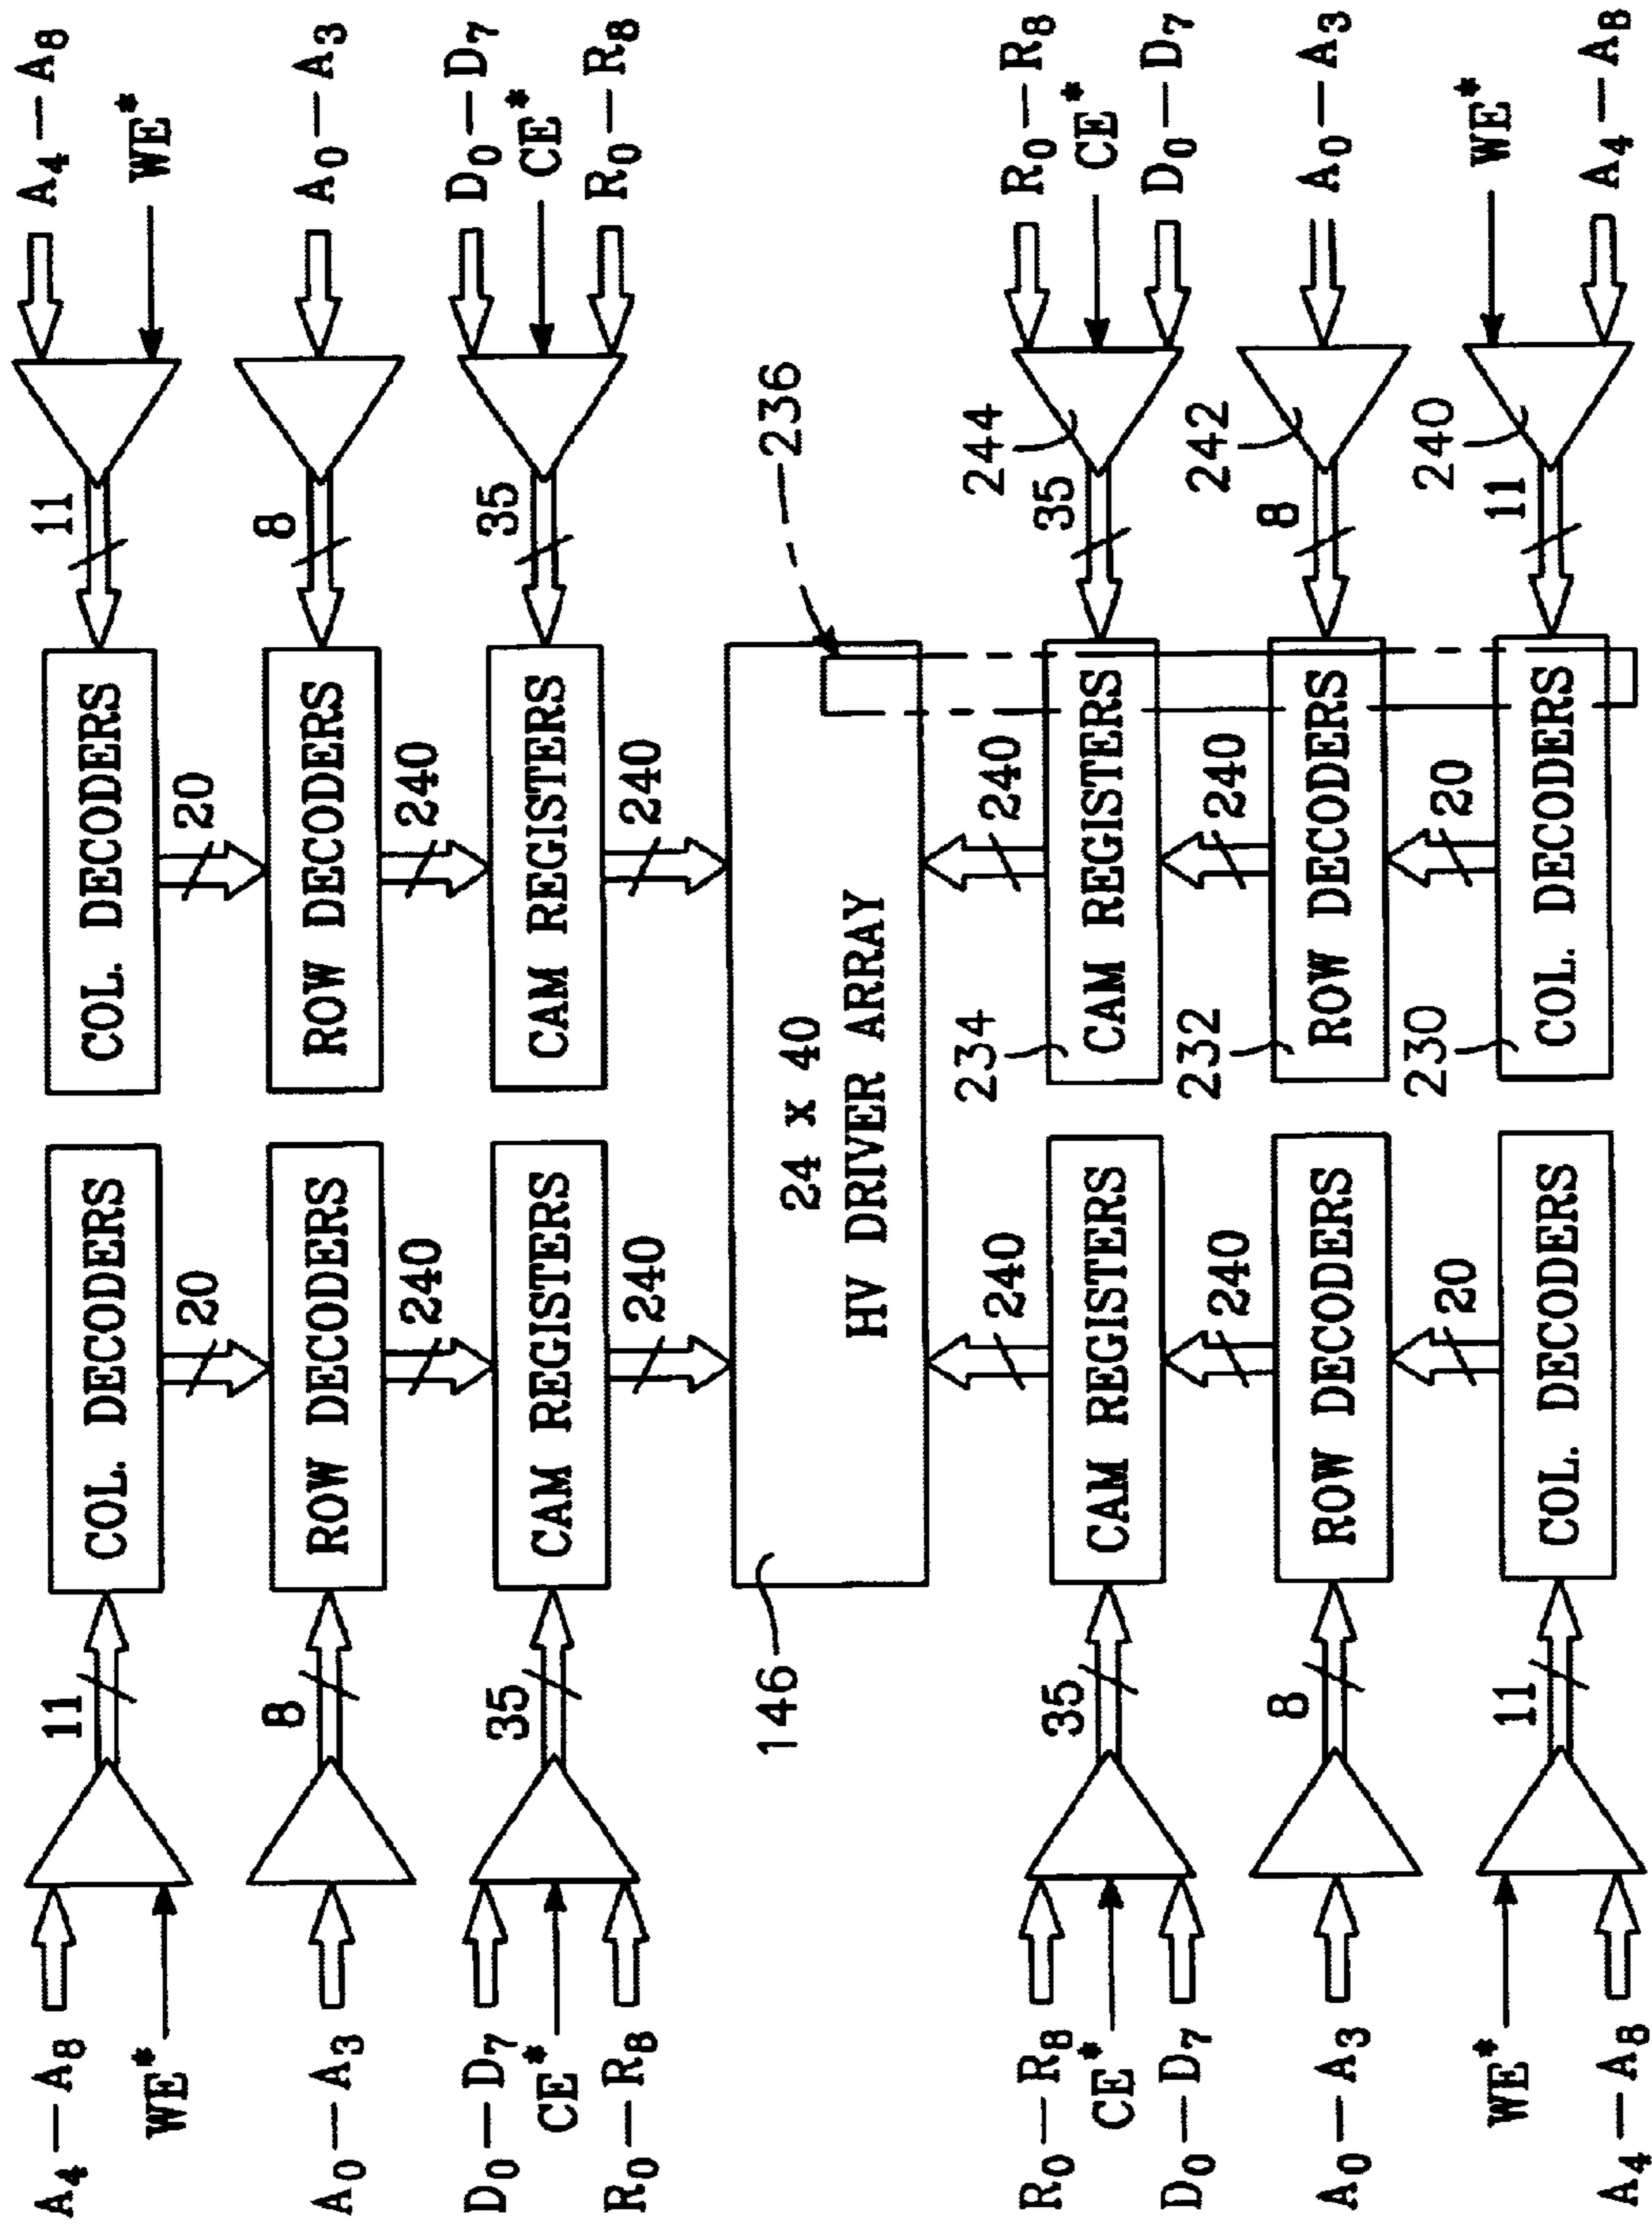 A4—A8
WE*
11
COL. DECODERS
20
A0—A3
8
ROW DECODERS
240
D0—D7
CE*
R0—R8
35
CAM REGISTERS
240
A4—A8
WE*
11
COL. DECODERS
20
A0—A3
8
ROW DECODERS
240
D0—D7
CE*
R0—R8
35
CAM REGISTERS
240
146
24 x 40
HV DRIVER ARRAY
236
R0—R8
CE*
D0—D7
35
CAM REGISTERS
240
A0—A3
8
ROW DECODERS
240
WE*
A4—A8
11
COL. DECODERS
20
R0—R8
CE*
D0—D7
244
35
CAM REGISTERS
234
240
A0—A3
242
8
ROW DECODERS
232
240
WE*
A4—A8
240
11
COL. DECODERS
230
20